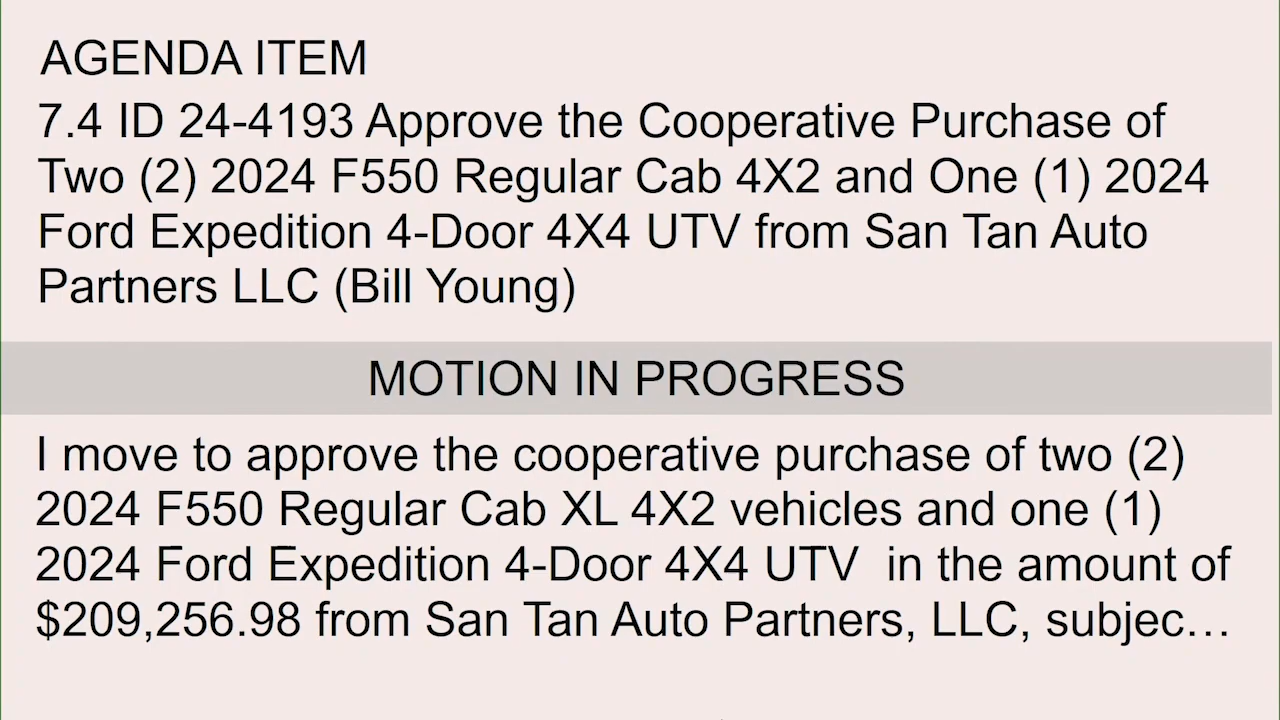 AGENDA ITEM
7.4 ID 24-4193 Approve the Cooperative Purchase of
Two (2) 2024 F550 Regular Cab 4X2 and One (1) 2024
Ford Expedition 4-Door 4X4 UTV from San Tan Auto
Partners LLC (Bill Young)
MOTION IN PROGRESS
I move to approve the cooperative purchase of two (2)
2024 F550 Regular Cab XL 4X2 vehicles and one (1)
2024 Ford Expedition 4-Door 4X4 UTV  in the amount of
$209,256.98 from San Tan Auto Partners, LLC, subjec…